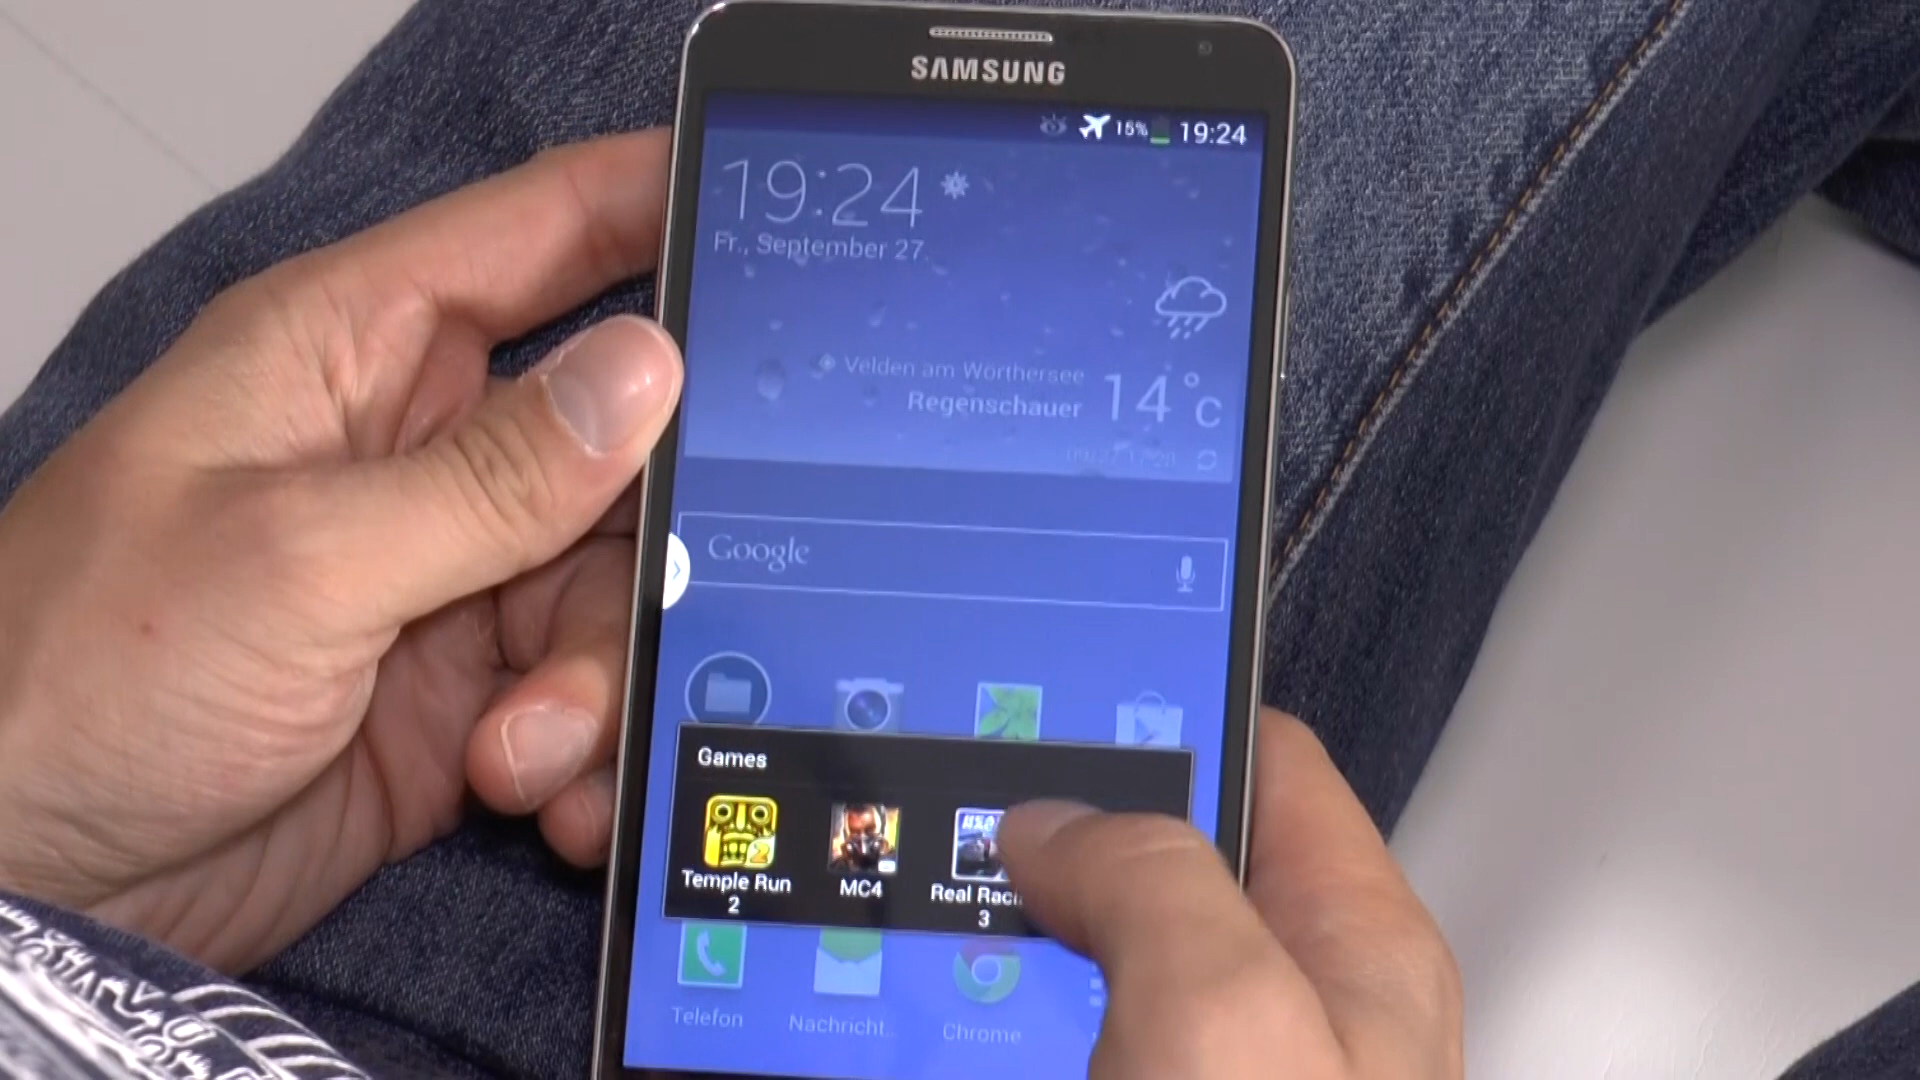 SAMSUNG
15% 19:24
19:24
Fr., September 27.
Velden am Wörthersee
Regenschauer
14°C
Google
Games
Temple Run
2
MC4
Real Raci
3
Telefon
Nachricht..
Chrome